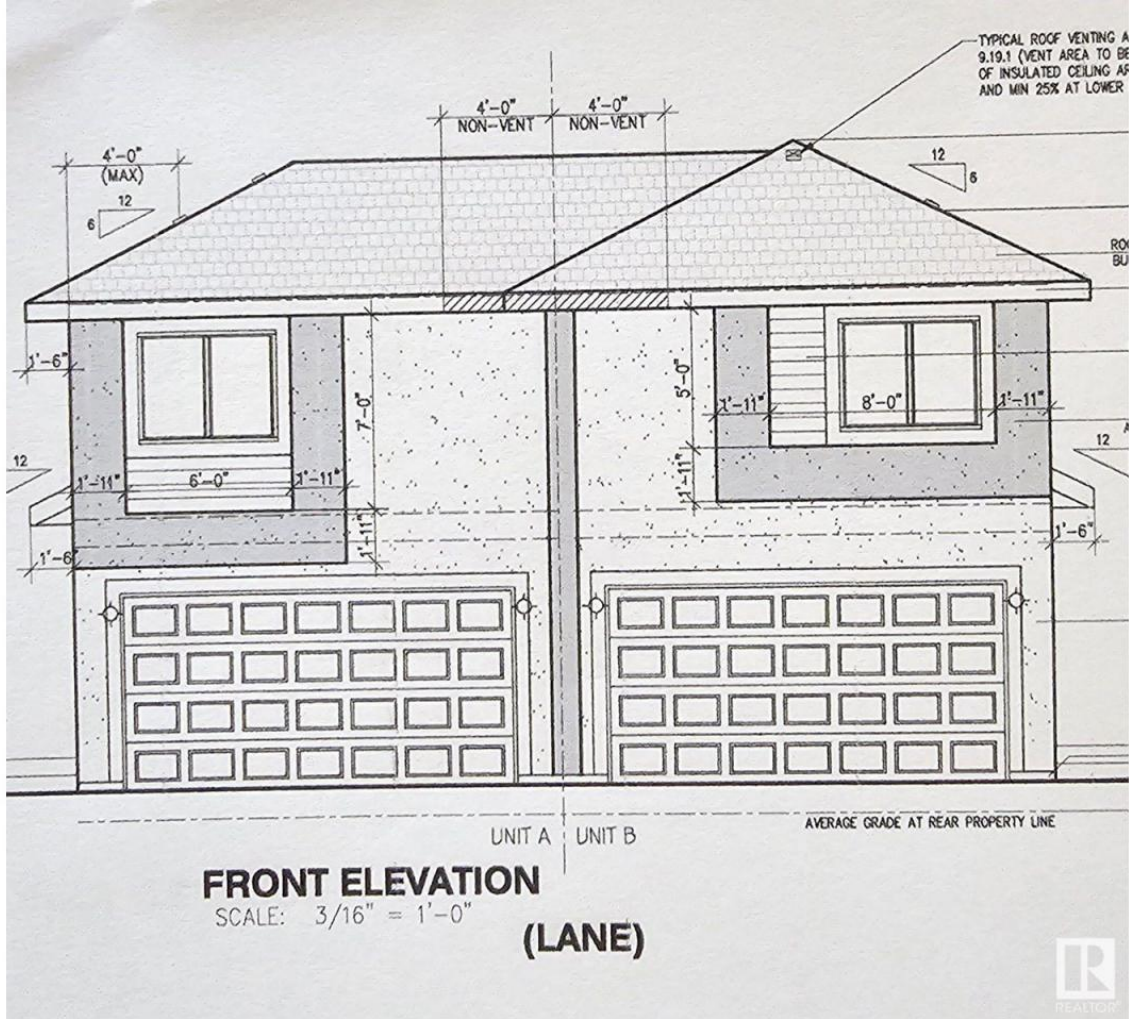 TYPICAL ROOF VENTING A
9.19.1 (VENT AREA TO BE
OF INSULATED CEILING AR
AND MIN 25% AT LOWER
4'-0"
NON-VENT
4'-0"
NON-VENT
4'-0"
(MAX)
12
6
12
6
ROO
BU
1'-6"
7'-0"
5'-0"
1'-11"
8'-0"
1'-11"
12
12
1'-11"
6'-0"
1'-11"
1'-11"
1'-11"
1'-6"
1'-6"
UNIT A
UNIT B
AVERAGE GRADE AT REAR PROPERTY LINE
FRONT ELEVATION
SCALE: 3/16" = 1'-0"
(LANE)
R
REALTOR